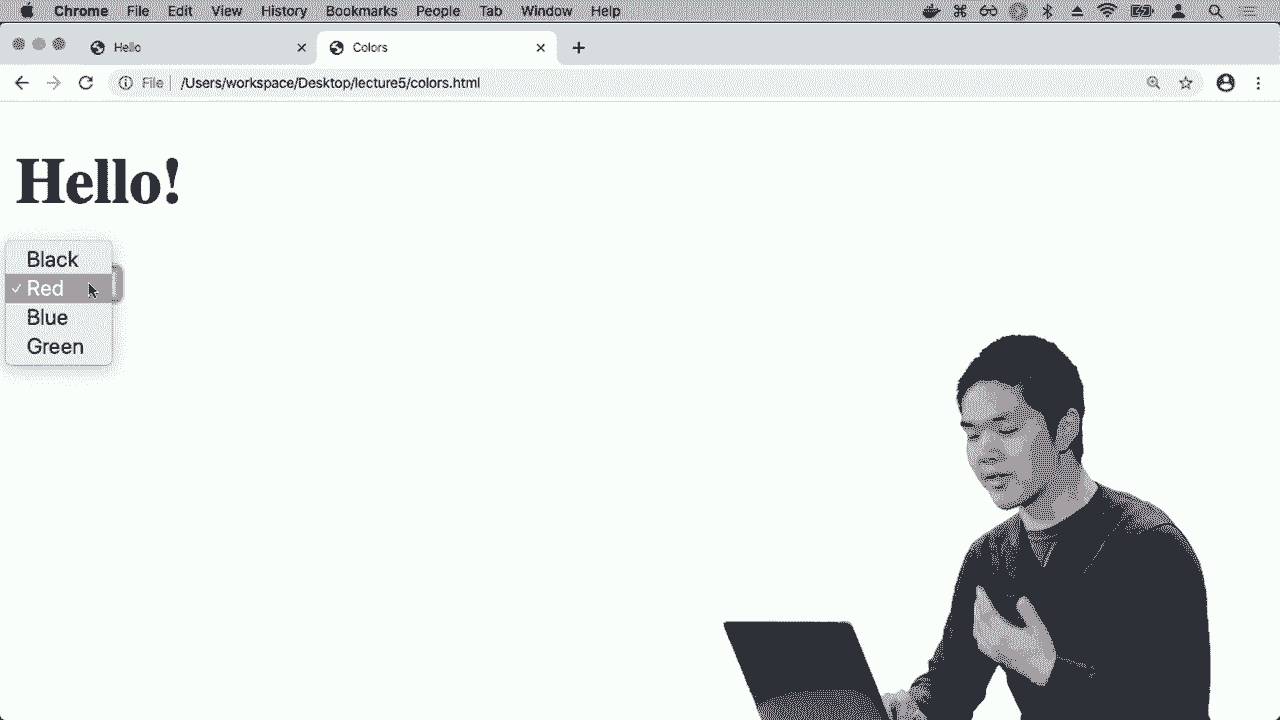 Chrome File Edit View History Bookmarks People Tab Window Help
Hello Colors
File /Users/workspace/Desktop/lecture5/colors.html
Hello!
Black
✓ Red
Blue
Green